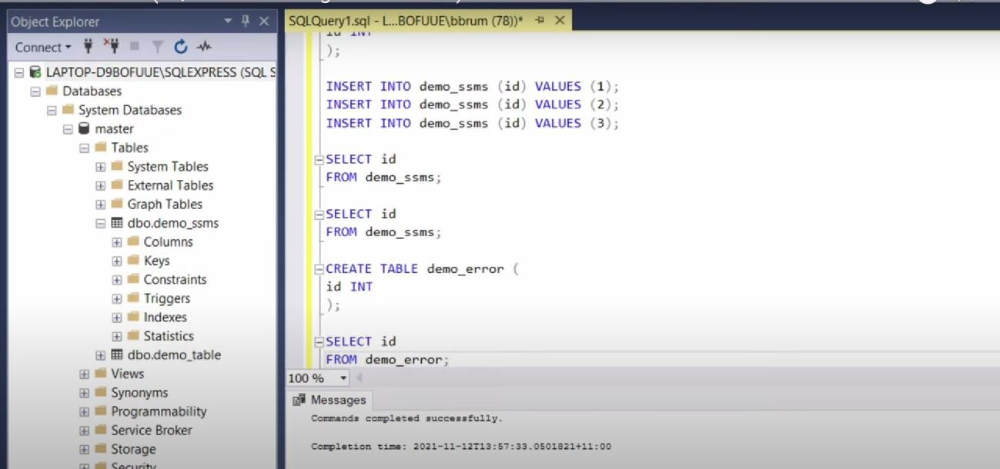 Object Explorer
Connect
LAPTOP-D9BOFUUE\SQLEXPRESS (SQL S
Databases
System Databases
master
Tables
System Tables
External Tables
Graph Tables
dbo.demo_ssms
Columns
Keys
Constraints
Triggers
Indexes
Statistics
dbo.demo_table
Views
Synonyms
Programmability
Service Broker
Storage
Security
SQLQuery1.sql - L...BOFUUE\bbrum (78))*
id INT
);
INSERT INTO demo_ssms (id) VALUES (1);
INSERT INTO demo_ssms (id) VALUES (2);
INSERT INTO demo_ssms (id) VALUES (3);
SELECT id
FROM demo_ssms;
SELECT id
FROM demo_ssms;
CREATE TABLE demo_error (
id INT
);
SELECT id
FROM demo_error;
100 %
Messages
Commands completed successfully.
Completion time: 2021-11-12T13:57:33.0501821+11:00